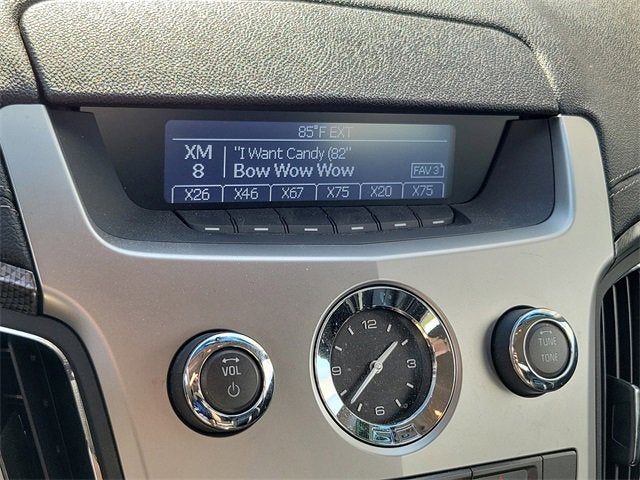 85°F EXT
XM "I Want Candy (82"
8 Bow Wow Wow FAV 3
X26 X46 X67 X75 X20 X75
VOL
12
9 3
6
TUNE
TONE